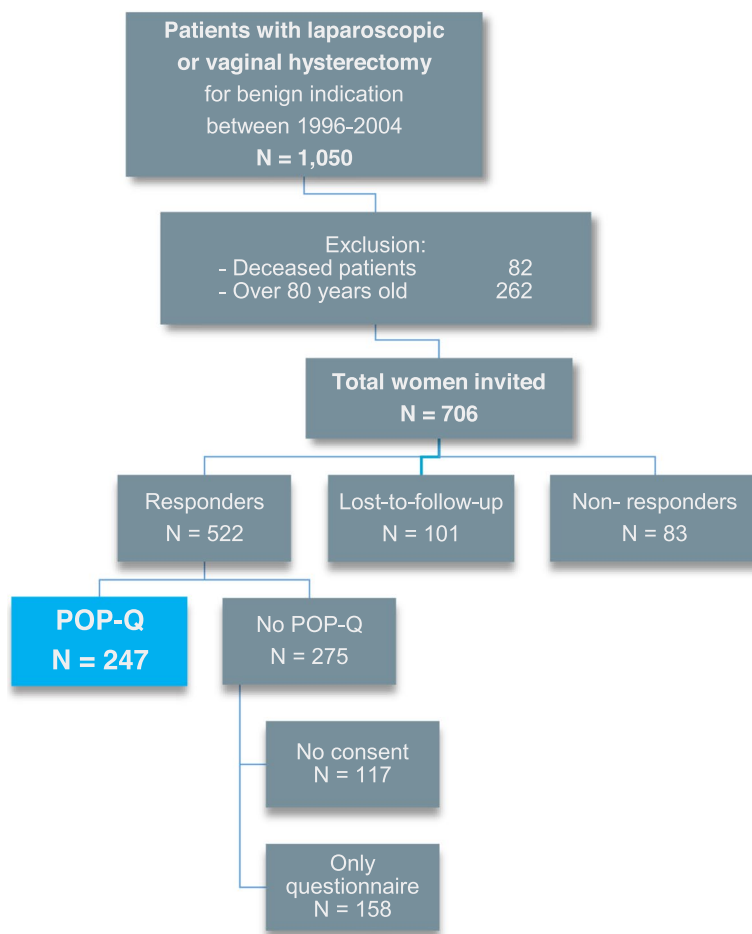 Patients with laparoscopic
or vaginal hysterectomy
for benign indication
between 1996-2004
N = 1,050
Exclusion:
- Deceased patients 82
- Over 80 years old 262
Total women invited
N = 706
Responders
N = 522
Lost-to-follow-up
N = 101
Non- responders
N = 83
POP-Q
N = 247
No POP-Q
N = 275
No consent
N = 117
Only
questionnaire
N = 158